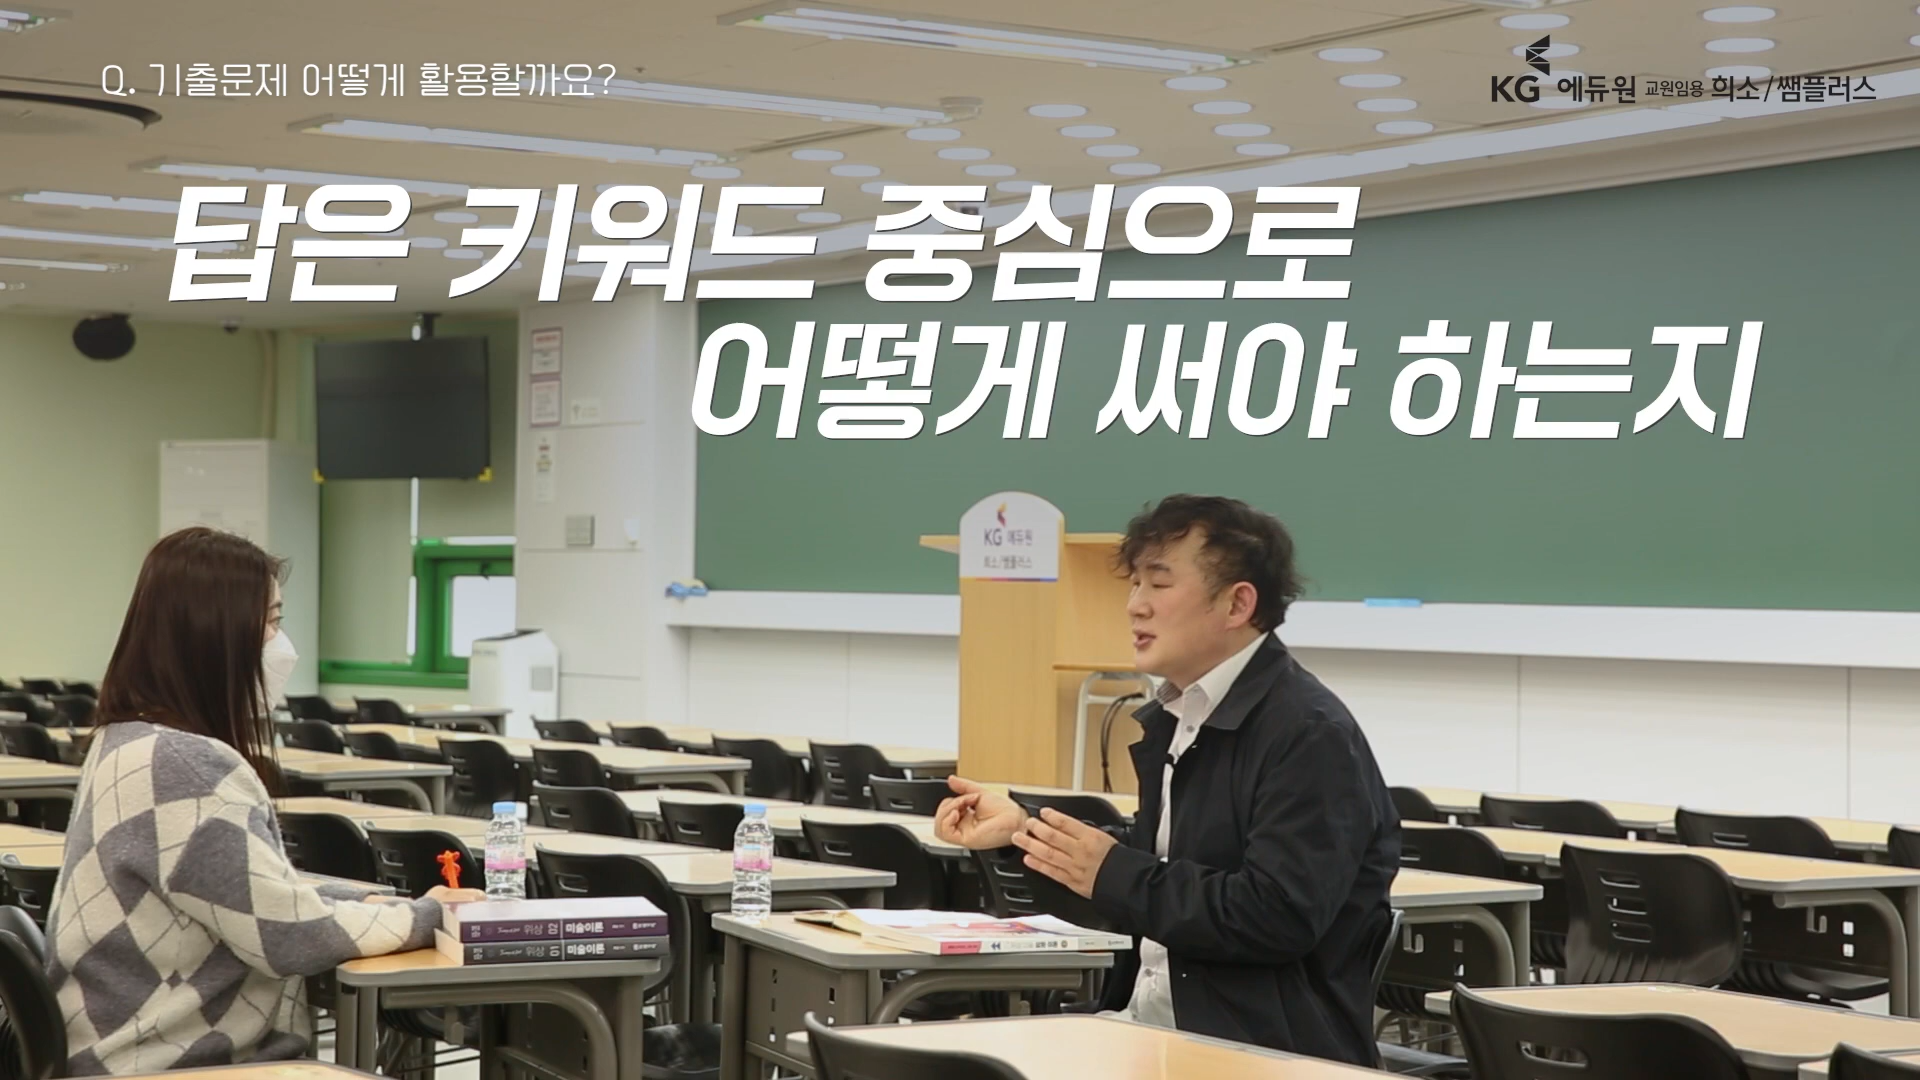 Q. 기출문제 어떻게 활용할까요?
KG 에듀원 교원임용 희소/쌤플러스
답은 키워드 중심으로
어떻게 써야 하는지
KG 에듀원
희소/쌤플러스
위상 02 미술이론
위상 01 미술이론